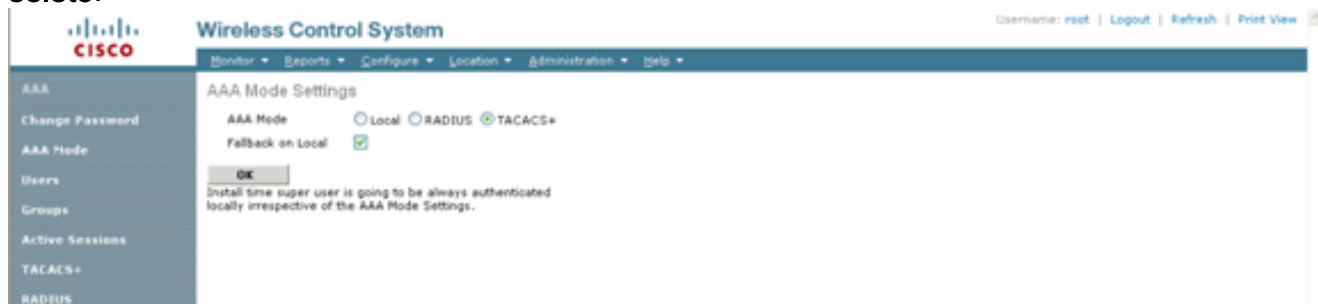 CISCO
Wireless Control System
Username: root | Logout | Refresh | Print View
Monitor Reports Configure Location Administration Help
AAA
Change Password
AAA Mode
Users
Groups
Active Sessions
TACACS+
RADIUS
AAA Mode Settings
AAA Mode Local RADIUS TACACS+
Fallback on Local
OK
Install time super user is going to be always authenticated
locally irrespective of the AAA Mode Settings.